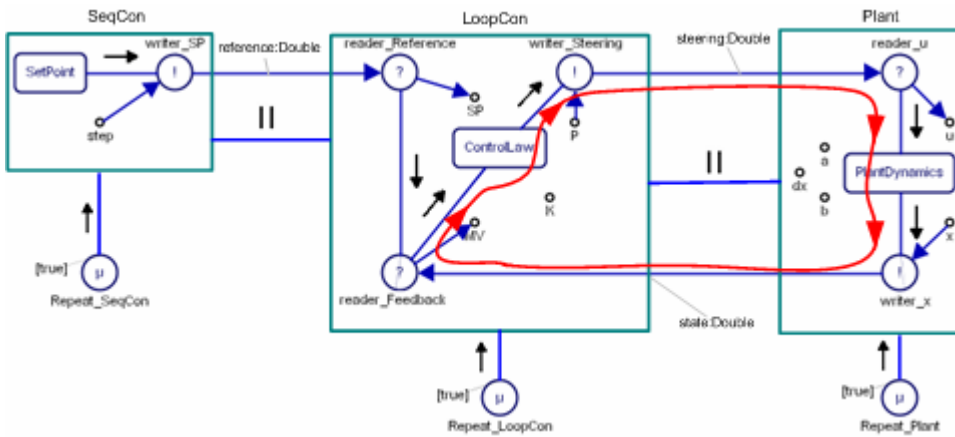 SeqCon
LoopCon
Plant
writer_SP
reference:Double
reader_Reference
writer_Steering
steering:Double
reader_u
SetPoint
!
?
!
?
step
SP
P
u
||
ControlLaw
||
a
PlantDynamics
dx
K
b
MV
x
[true]
µ
?
!
Repeat_SeqCon
reader_Feedback
writer_x
state:Double
[true]
[true]
µ
µ
Repeat_LoopCon
Repeat_Plant